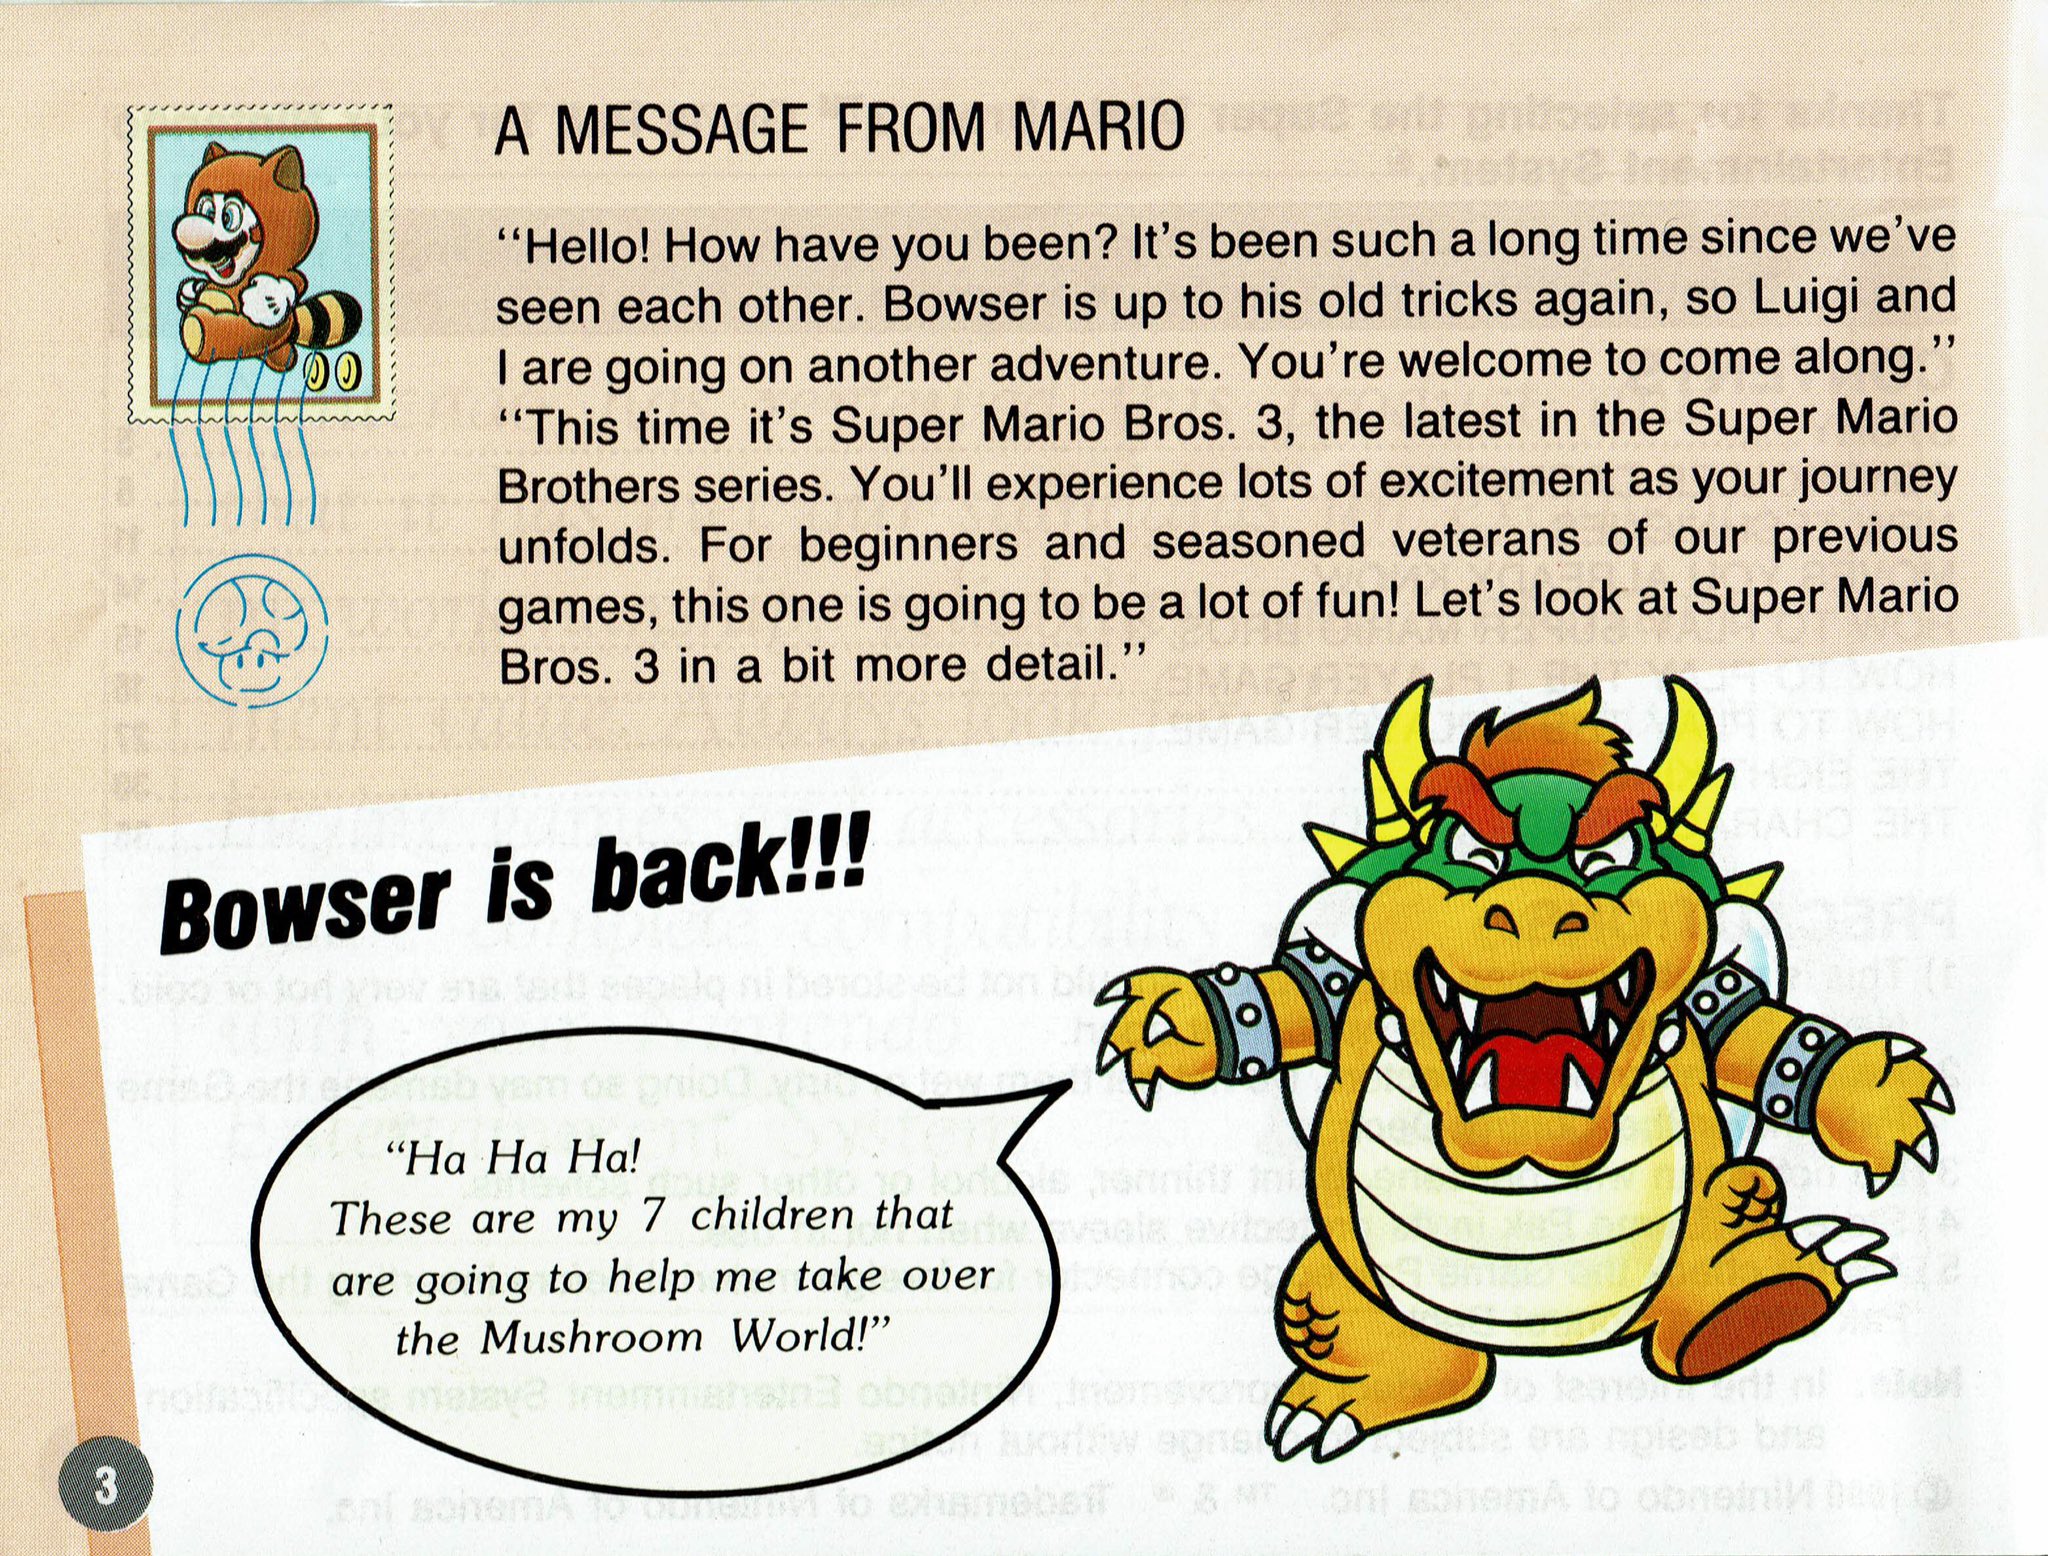 A MESSAGE FROM MARIO
“Hello! How have you been? It's been such a long time since we've
seen each other. Bowser is up to his old tricks again, so Luigi and
I are going on another adventure. You're welcome to come along.”
“This time it's Super Mario Bros. 3, the latest in the Super Mario
Brothers series. You'll experience lots of excitement as your journey
unfolds. For beginners and seasoned veterans of our previous
games, this one is going to be a lot of fun! Let's look at Super Mario
Bros. 3 in a bit more detail.”
Bowser is back!!!
“Ha Ha Ha!
These are my 7 children that
are going to help me take over
the Mushroom World!”
3